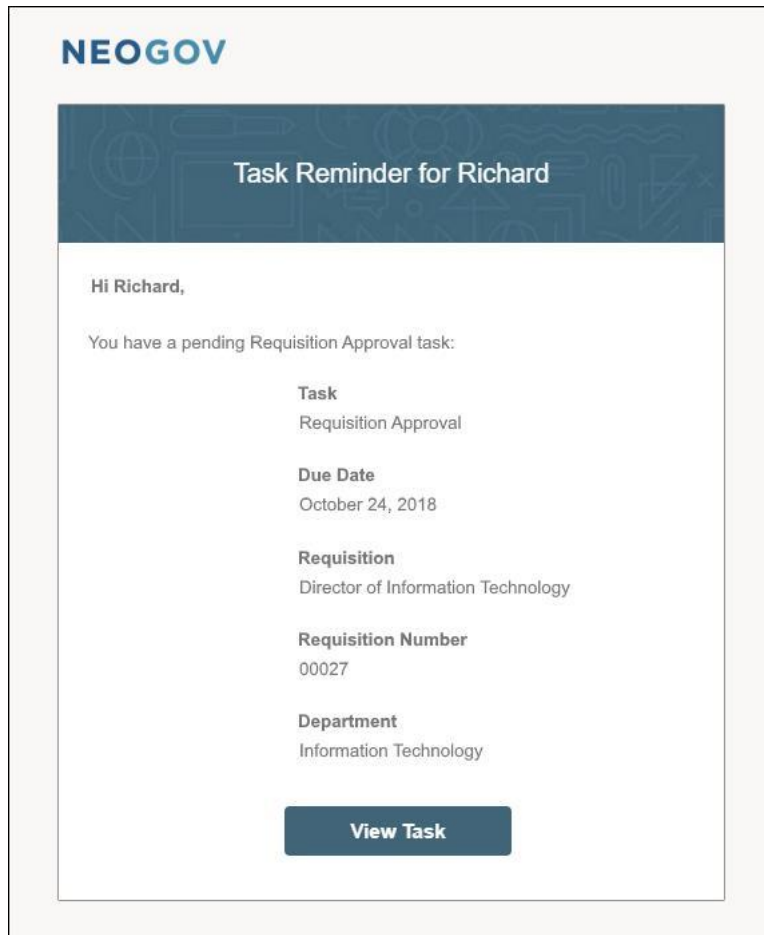 NEOGOV
Task Reminder for Richard
Hi Richard,
You have a pending Requisition Approval task:
Task
Requisition Approval
Due Date
October 24, 2018
Requisition
Director of Information Technology
Requisition Number
00027
Department
Information Technology
View Task